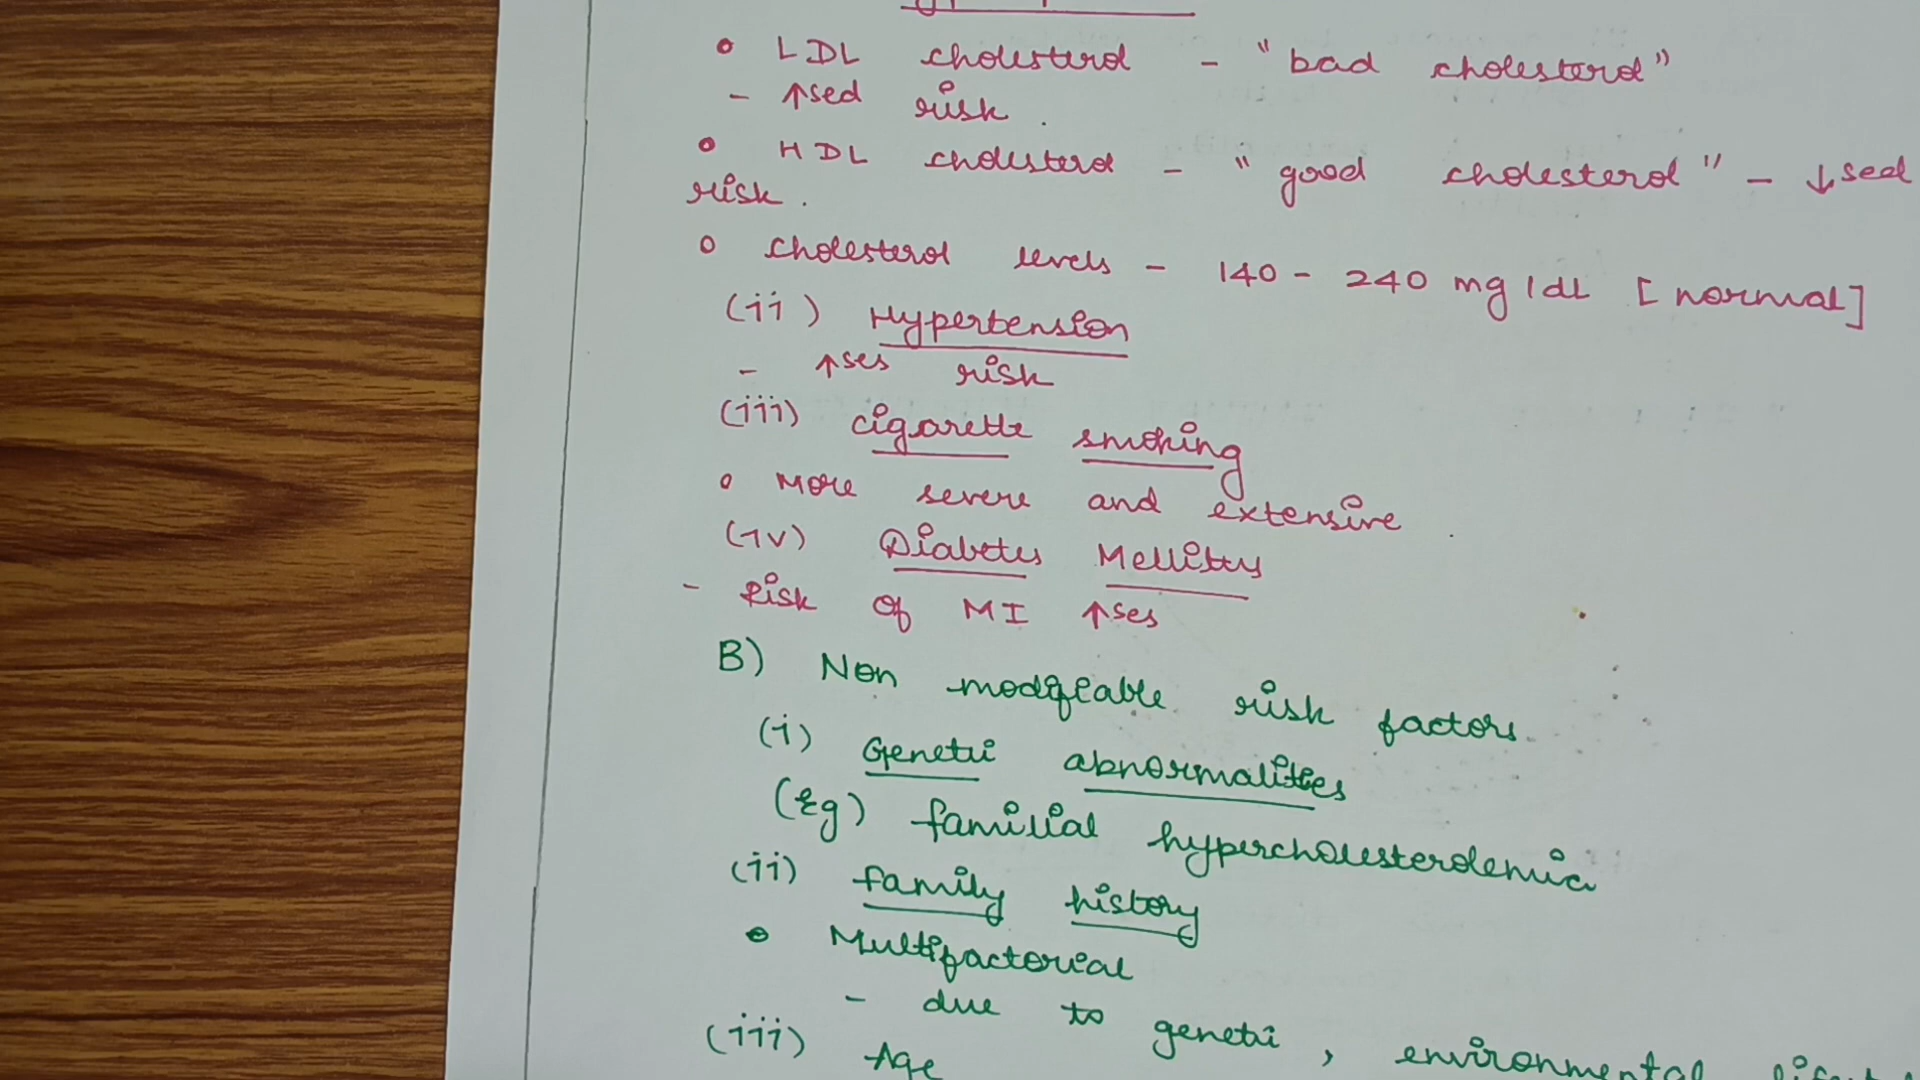 • LDL cholesterol - "bad cholesterol"
- ↑sed risk.
• HDL cholesterol - "good cholesterol" - ↓sed
risk.
o cholesterol levels - 140 - 240 mg/dL [normal]
(ii) Hypertension
- ↑ses risk
(iii) cigarette smoking
o More severe and extensive.
(iv) Diabetes Mellitus
- Risk of MI ↑ses
B) Non modifiable risk factors.
(i) Genetic abnormalities
(Eg) familial hypercholesterolemia
(ii) family history
• Multifactorial
- due to genetic, environmental
(iii) Age